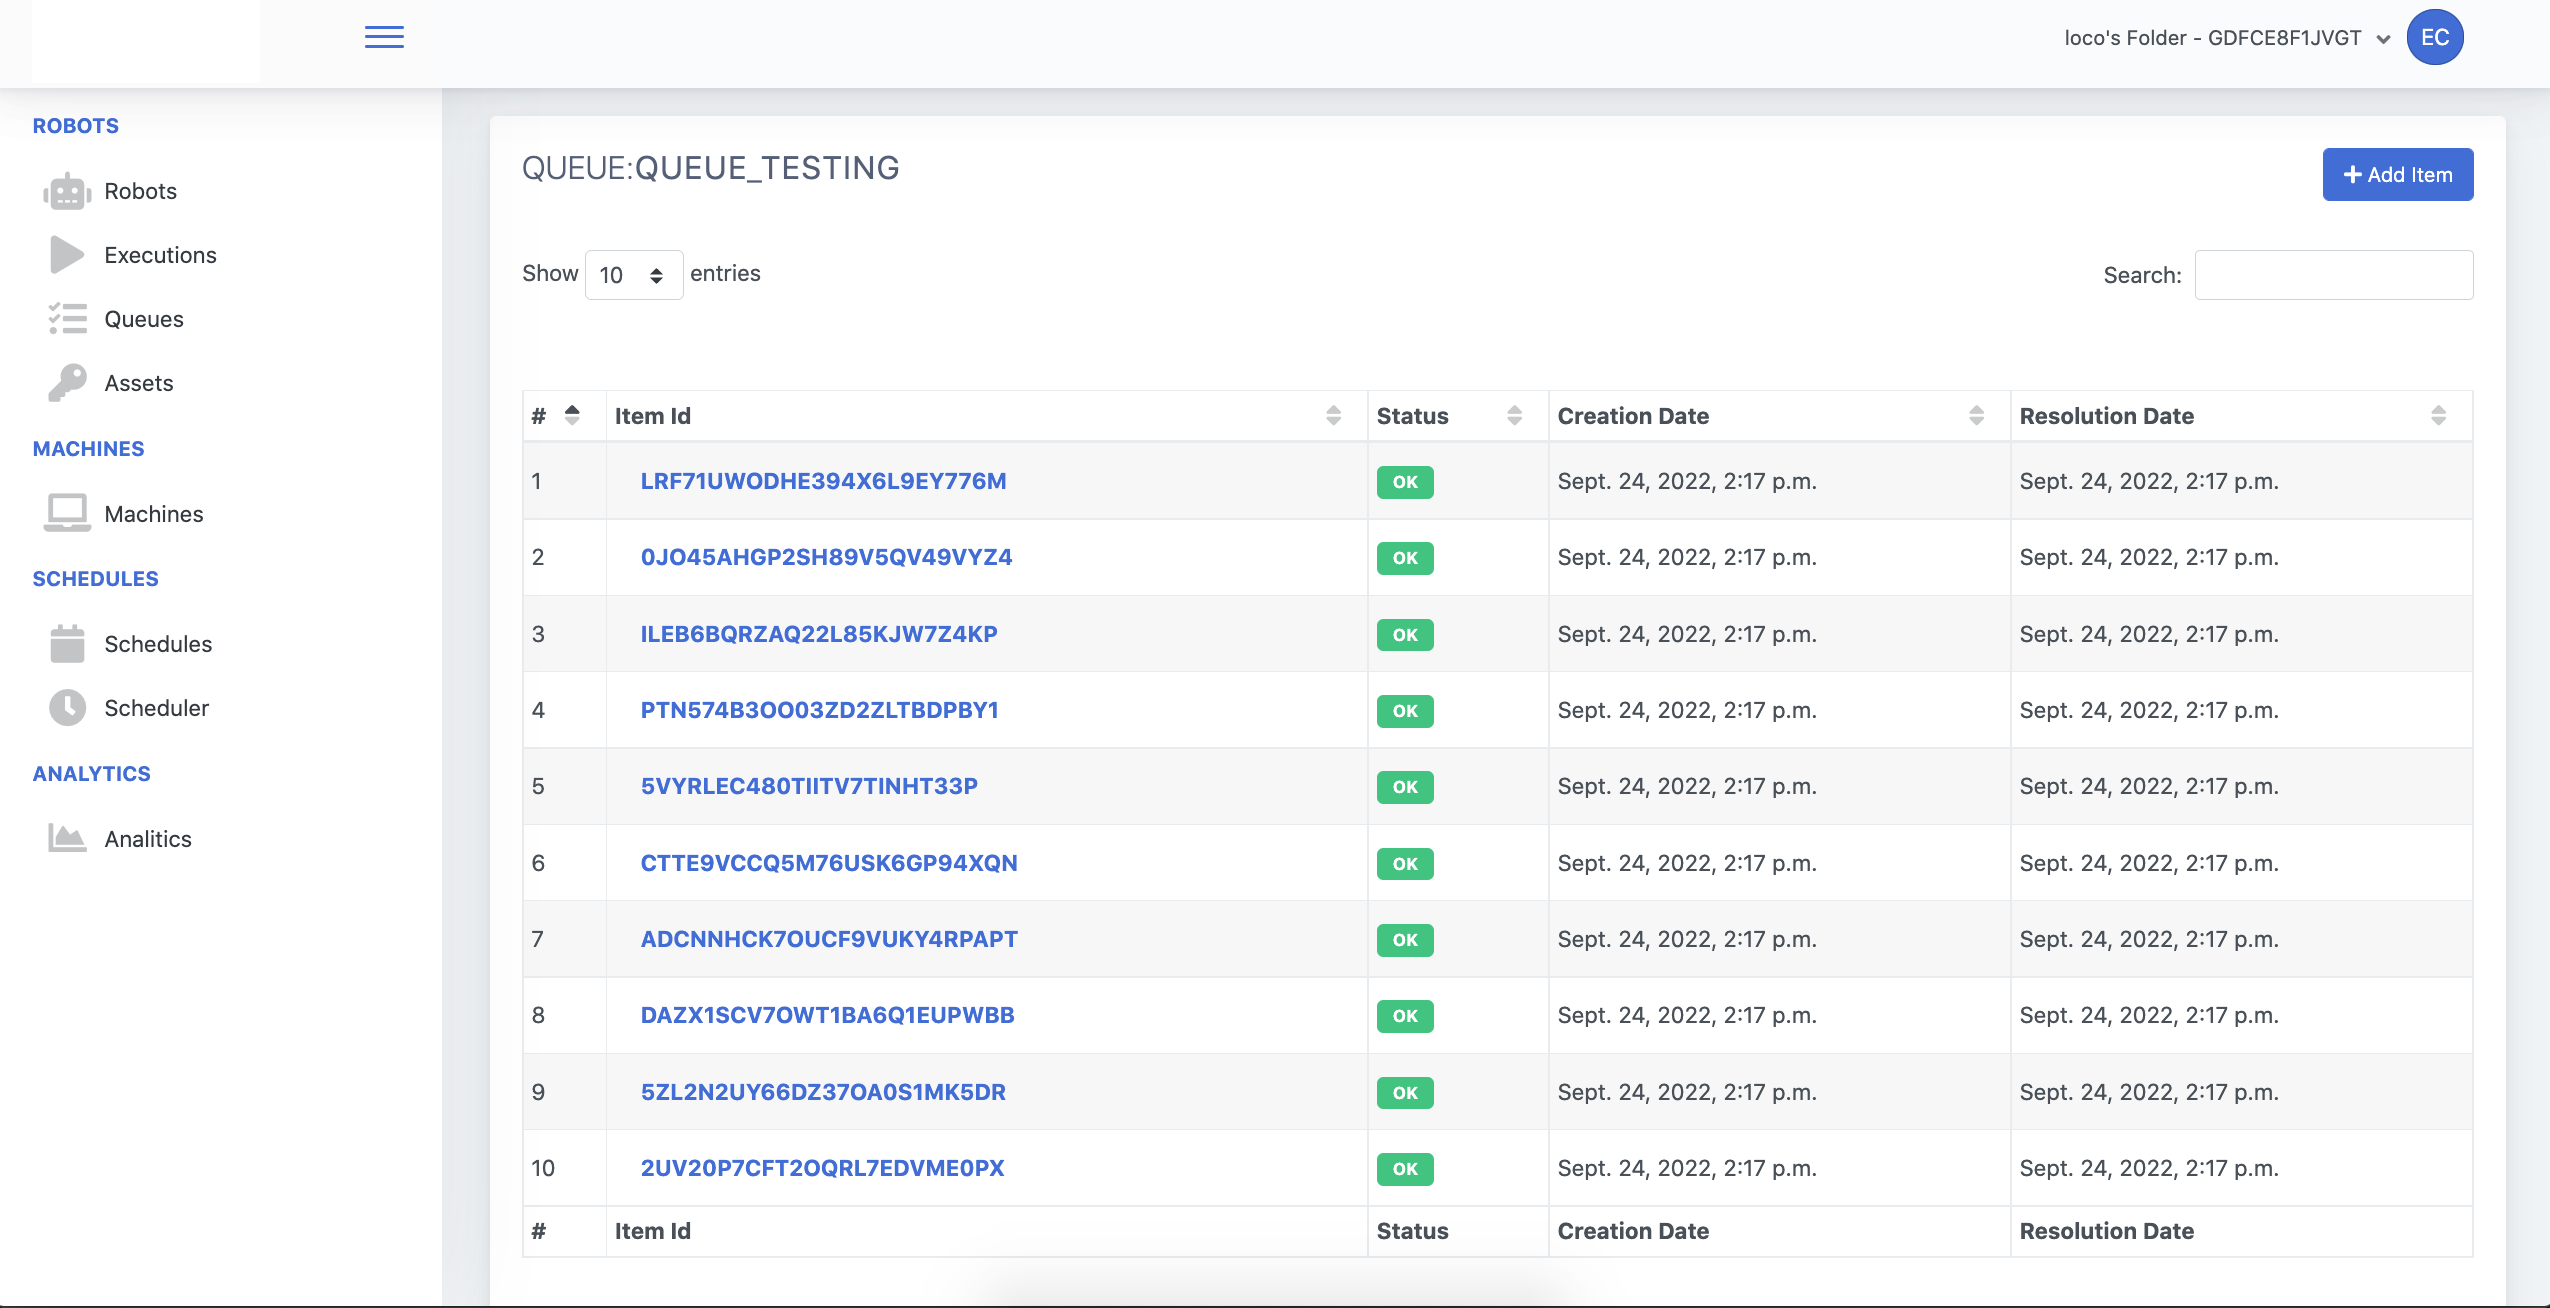 loco's Folder - GDFCE8F1JVGT EC
ROBOTS
Robots
Executions
Queues
Assets
MACHINES
Machines
SCHEDULES
Schedules
Scheduler
ANALYTICS
Analitics
QUEUE:QUEUE_TESTING
Add Item
Show 10 entries
Search:
# Item Id Status Creation Date Resolution Date
1 LRF71UWODHE394X6L9EY776M OK Sept. 24, 2022, 2:17 p.m. Sept. 24, 2022, 2:17 p.m.
2 0JO45AHGP2SH89V5QV49VYZ4 OK Sept. 24, 2022, 2:17 p.m. Sept. 24, 2022, 2:17 p.m.
3 ILEB6BQRZAQ22L85KJW7Z4KP OK Sept. 24, 2022, 2:17 p.m. Sept. 24, 2022, 2:17 p.m.
4 PTN574B3OO03ZD2ZLTBDPBY1 OK Sept. 24, 2022, 2:17 p.m. Sept. 24, 2022, 2:17 p.m.
5 5VYRLEC480TIITV7TINHT33P OK Sept. 24, 2022, 2:17 p.m. Sept. 24, 2022, 2:17 p.m.
6 CTTE9VCCQ5M76USK6GP94XQN OK Sept. 24, 2022, 2:17 p.m. Sept. 24, 2022, 2:17 p.m.
7 ADCNNHCK7OUCF9VUKY4RPAPT OK Sept. 24, 2022, 2:17 p.m. Sept. 24, 2022, 2:17 p.m.
8 DAZX1SCV7OWT1BA6Q1EUPWBB OK Sept. 24, 2022, 2:17 p.m. Sept. 24, 2022, 2:17 p.m.
9 5ZL2N2UY66DZ37OA0S1MK5DR OK Sept. 24, 2022, 2:17 p.m. Sept. 24, 2022, 2:17 p.m.
10 2UV20P7CFT2OQRL7EDVME0PX OK Sept. 24, 2022, 2:17 p.m. Sept. 24, 2022, 2:17 p.m.
# Item Id Status Creation Date Resolution Date